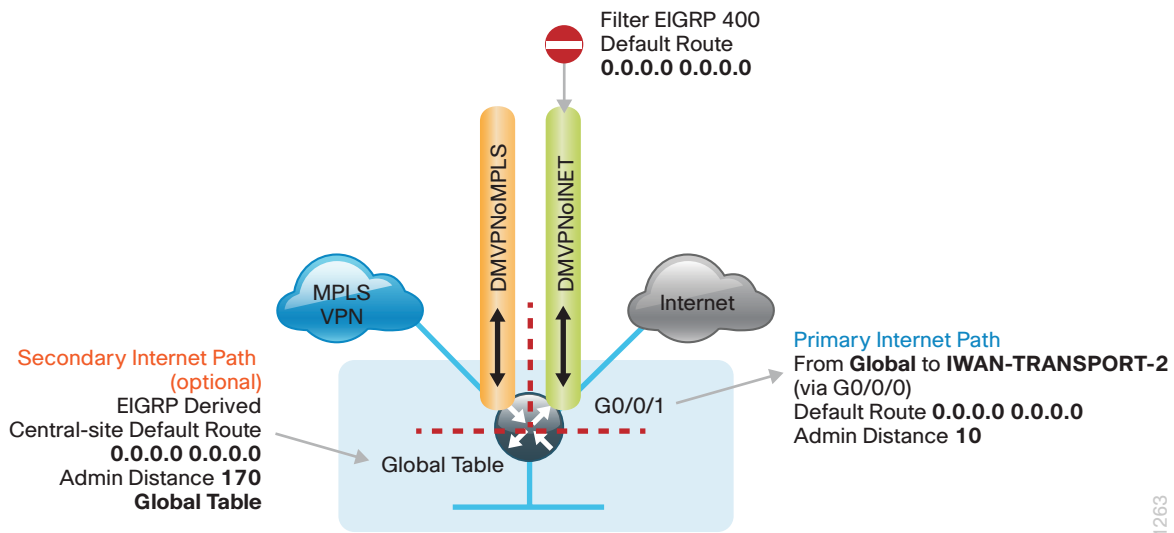 Filter EIGRP 400
Default Route
0.0.0.0 0.0.0.0
DMVPNoMPLS
DMVPNoINET
MPLS
VPN
Internet
Secondary Internet Path
(optional)
EIGRP Derived
Central-site Default Route
0.0.0.0 0.0.0.0
Admin Distance 170
Global Table
G0/0/1
Global Table
Primary Internet Path
From Global to IWAN-TRANSPORT-2
(via G0/0/0)
Default Route 0.0.0.0 0.0.0.0
Admin Distance 10
1263